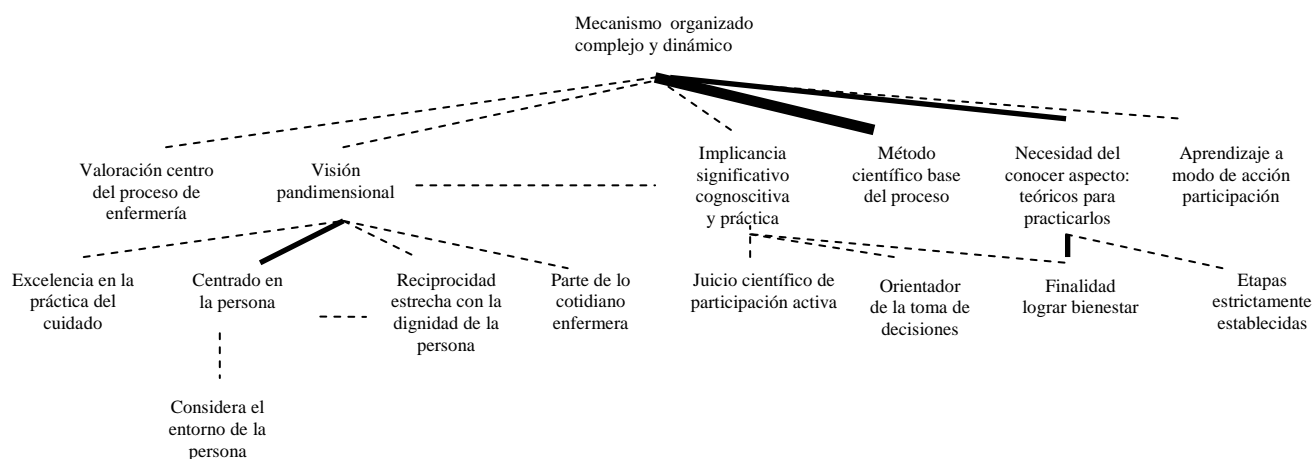 Mecanismo organizado
complejo y dinámico
Valoración centro
del proceso de
enfermería
Visión
pandimensional
Implicancia
significativo
cognoscitiva
y práctica
Método
científico base
del proceso
Necesidad del
conocer aspecto:
teóricos para
practicarlos
Aprendizaje a
modo de acción
participación
Excelencia en la
práctica del
cuidado
Centrado en
la persona
Reciprocidad
estrecha con la
dignidad de la
persona
Parte de lo
cotidiano
enfermera
Juicio científico de
participación activa
Orientador
de la toma de
decisiones
Finalidad
lograr bienestar
Etapas
estrictamente
establecidas
Considera el
entorno de la
persona